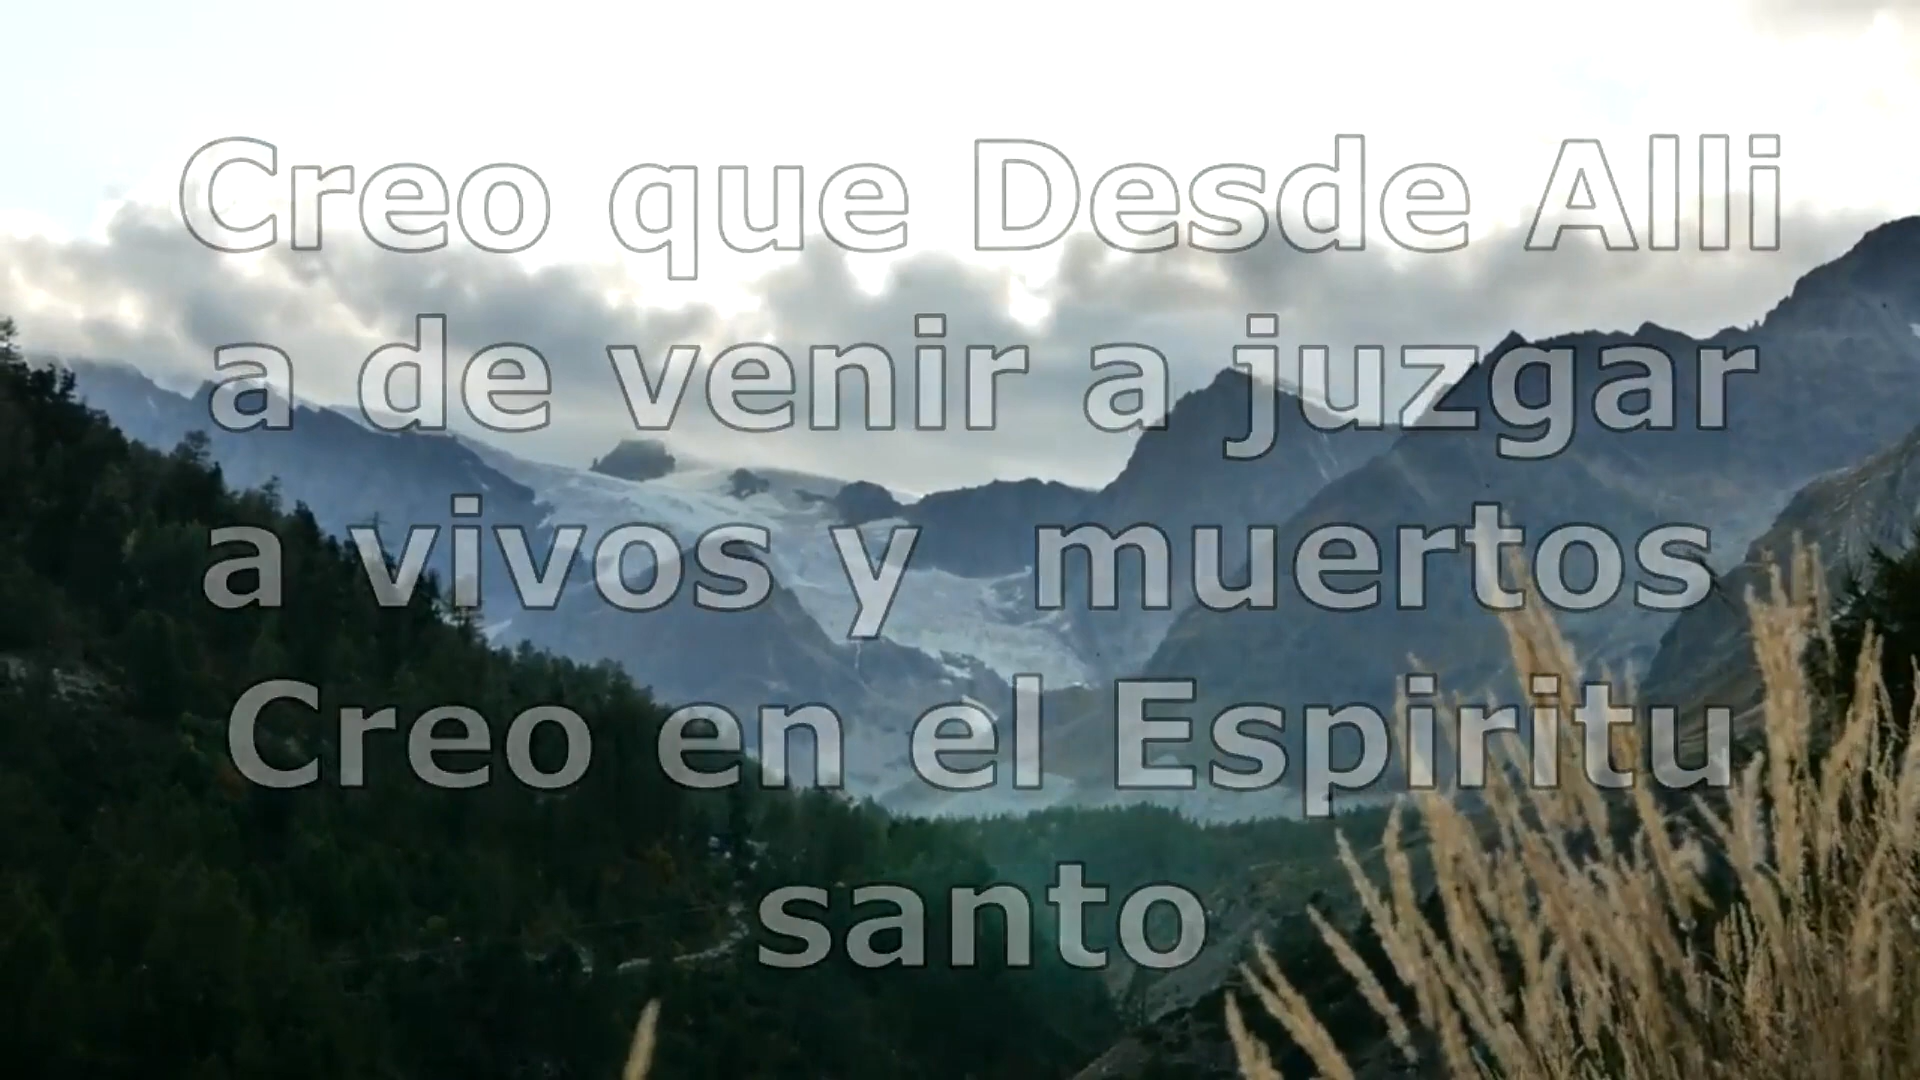 Creo que Desde Alli
a de venir a juzgar
a vivos y  muertos
Creo en el Espiritu
santo